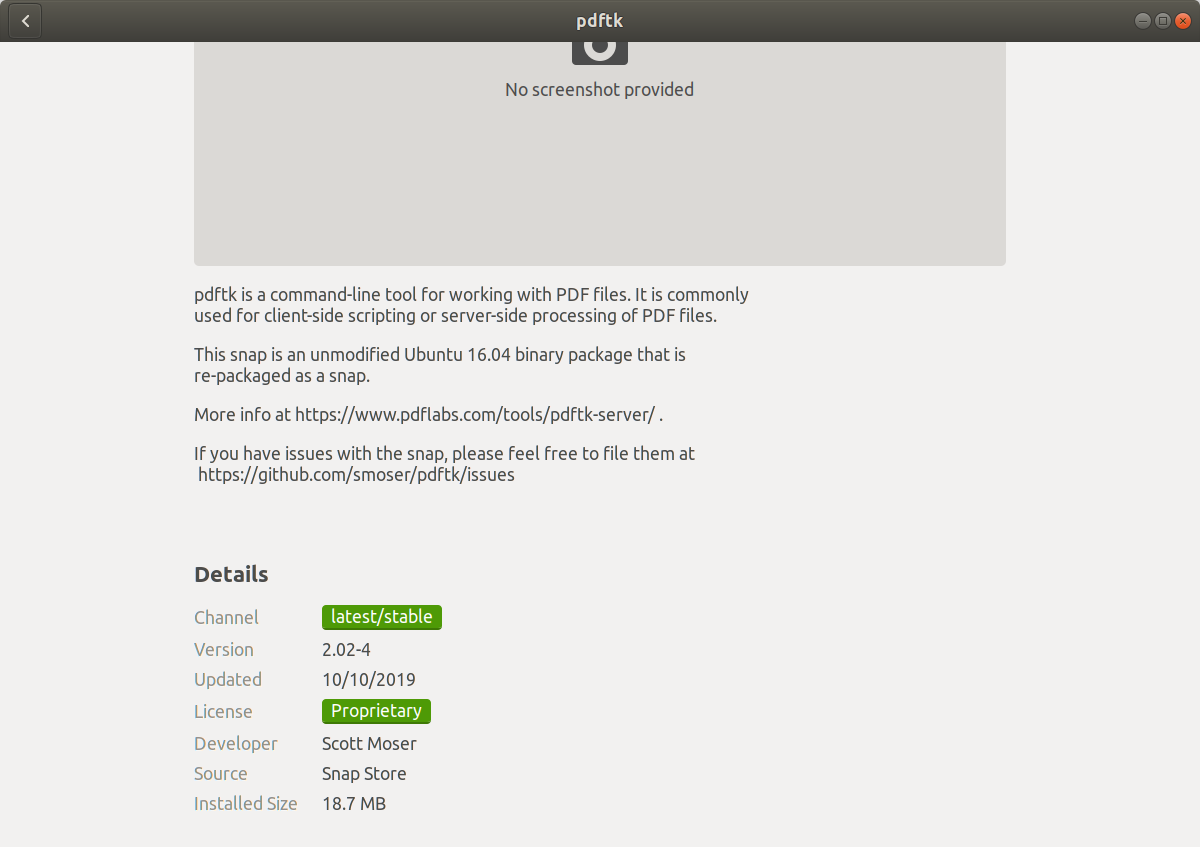 pdftk
No screenshot provided
pdftk is a command-line tool for working with PDF files. It is commonly
used for client-side scripting or server-side processing of PDF files.
This snap is an unmodified Ubuntu 16.04 binary package that is
re-packaged as a snap.
More info at https://www.pdflabs.com/tools/pdftk-server/ .
If you have issues with the snap, please feel free to file them at
https://github.com/smoser/pdftk/issues
Details
Channel latest/stable
Version 2.02-4
Updated 10/10/2019
License Proprietary
Developer Scott Moser
Source Snap Store
Installed Size 18.7 MB